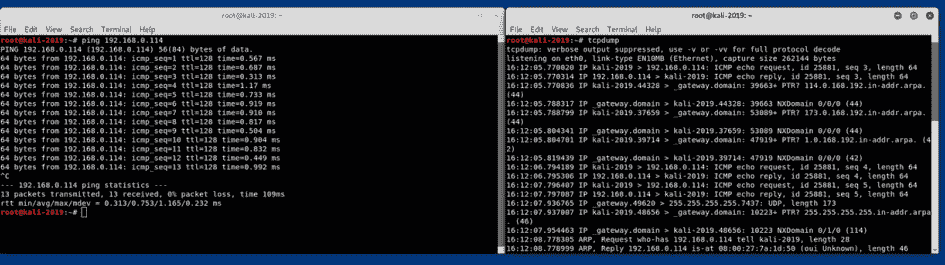 root@kali-2019: ~
File Edit View Search Terminal Help
root@kali-2019:~# ping 192.168.0.114
PING 192.168.0.114 (192.168.0.114) 56(84) bytes of data.
64 bytes from 192.168.0.114: icmp_seq=1 ttl=128 time=0.567 ms
64 bytes from 192.168.0.114: icmp_seq=2 ttl=128 time=0.687 ms
64 bytes from 192.168.0.114: icmp_seq=3 ttl=128 time=0.313 ms
64 bytes from 192.168.0.114: icmp_seq=4 ttl=128 time=1.17 ms
64 bytes from 192.168.0.114: icmp_seq=5 ttl=128 time=0.733 ms
64 bytes from 192.168.0.114: icmp_seq=6 ttl=128 time=0.919 ms
64 bytes from 192.168.0.114: icmp_seq=7 ttl=128 time=0.910 ms
64 bytes from 192.168.0.114: icmp_seq=8 ttl=128 time=0.817 ms
64 bytes from 192.168.0.114: icmp_seq=9 ttl=128 time=0.504 ms
64 bytes from 192.168.0.114: icmp_seq=10 ttl=128 time=0.904 ms
64 bytes from 192.168.0.114: icmp_seq=11 ttl=128 time=0.832 ms
64 bytes from 192.168.0.114: icmp_seq=12 ttl=128 time=0.449 ms
64 bytes from 192.168.0.114: icmp_seq=13 ttl=128 time=0.992 ms
^C
--- 192.168.0.114 ping statistics ---
13 packets transmitted, 13 received, 0% packet loss, time 109ms
rtt min/avg/max/mdev = 0.313/0.753/1.165/0.232 ms
root@kali-2019:~#
root@kali-2019: ~
File Edit View Search Terminal Help
root@kali-2019:~# tcpdump
tcpdump: verbose output suppressed, use -v or -vv for full protocol decode
listening on eth0, link-type EN10MB (Ethernet), capture size 262144 bytes
16:12:05.770020 IP kali-2019 > 192.168.0.114: ICMP echo request, id 25881, seq 3, length 64
16:12:05.770314 IP 192.168.0.114 > kali-2019: ICMP echo reply, id 25881, seq 3, length 64
16:12:05.770836 IP kali-2019.44328 > _gateway.domain: 39663+ PTR? 114.0.168.192.in-addr.arpa.
(44)
16:12:05.788317 IP _gateway.domain > kali-2019.44328: 39663 NXDomain 0/0/0 (44)
16:12:05.788799 IP kali-2019.37659 > _gateway.domain: 53089+ PTR? 173.0.168.192.in-addr.arpa.
(44)
16:12:05.804341 IP _gateway.domain > kali-2019.37659: 53089 NXDomain 0/0/0 (44)
16:12:05.804701 IP kali-2019.39714 > _gateway.domain: 47919+ PTR? 1.0.168.192.in-addr.arpa. (4
2)
16:12:05.819439 IP _gateway.domain > kali-2019.39714: 47919 NXDomain 0/0/0 (42)
16:12:06.794189 IP kali-2019 > 192.168.0.114: ICMP echo request, id 25881, seq 4, length 64
16:12:06.795306 IP 192.168.0.114 > kali-2019: ICMP echo reply, id 25881, seq 4, length 64
16:12:07.796407 IP kali-2019 > 192.168.0.114: ICMP echo request, id 25881, seq 5, length 64
16:12:07.797087 IP 192.168.0.114 > kali-2019: ICMP echo reply, id 25881, seq 5, length 64
16:12:07.936765 IP _gateway.49620 > 255.255.255.255.7437: UDP, length 173
16:12:07.937007 IP kali-2019.48656 > _gateway.domain: 10223+ PTR? 255.255.255.255.in-addr.arpa
. (46)
16:12:07.954463 IP _gateway.domain > kali-2019.48656: 10223 NXDomain 0/1/0 (114)
16:12:08.778305 ARP, Request who-has 192.168.0.114 tell kali-2019, length 28
16:12:08.778999 ARP, Reply 192.168.0.114 is-at 08:00:27:7a:1d:50 (oui Unknown), length 46